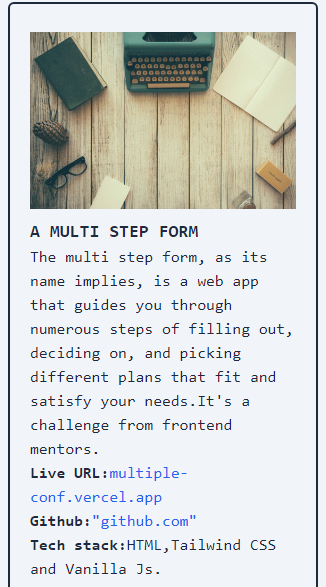 A MULTI STEP FORM
The multi step form, as its
name implies, is a web app
that guides you through
numerous steps of filling out,
deciding on, and picking
different plans that fit and
satisfy your needs.It's a
challenge from frontend
mentors.
Live URL:multiple-
conf.vercel.app
Github:"github.com"
Tech stack:HTML,Tailwind CSS
and Vanilla Js.